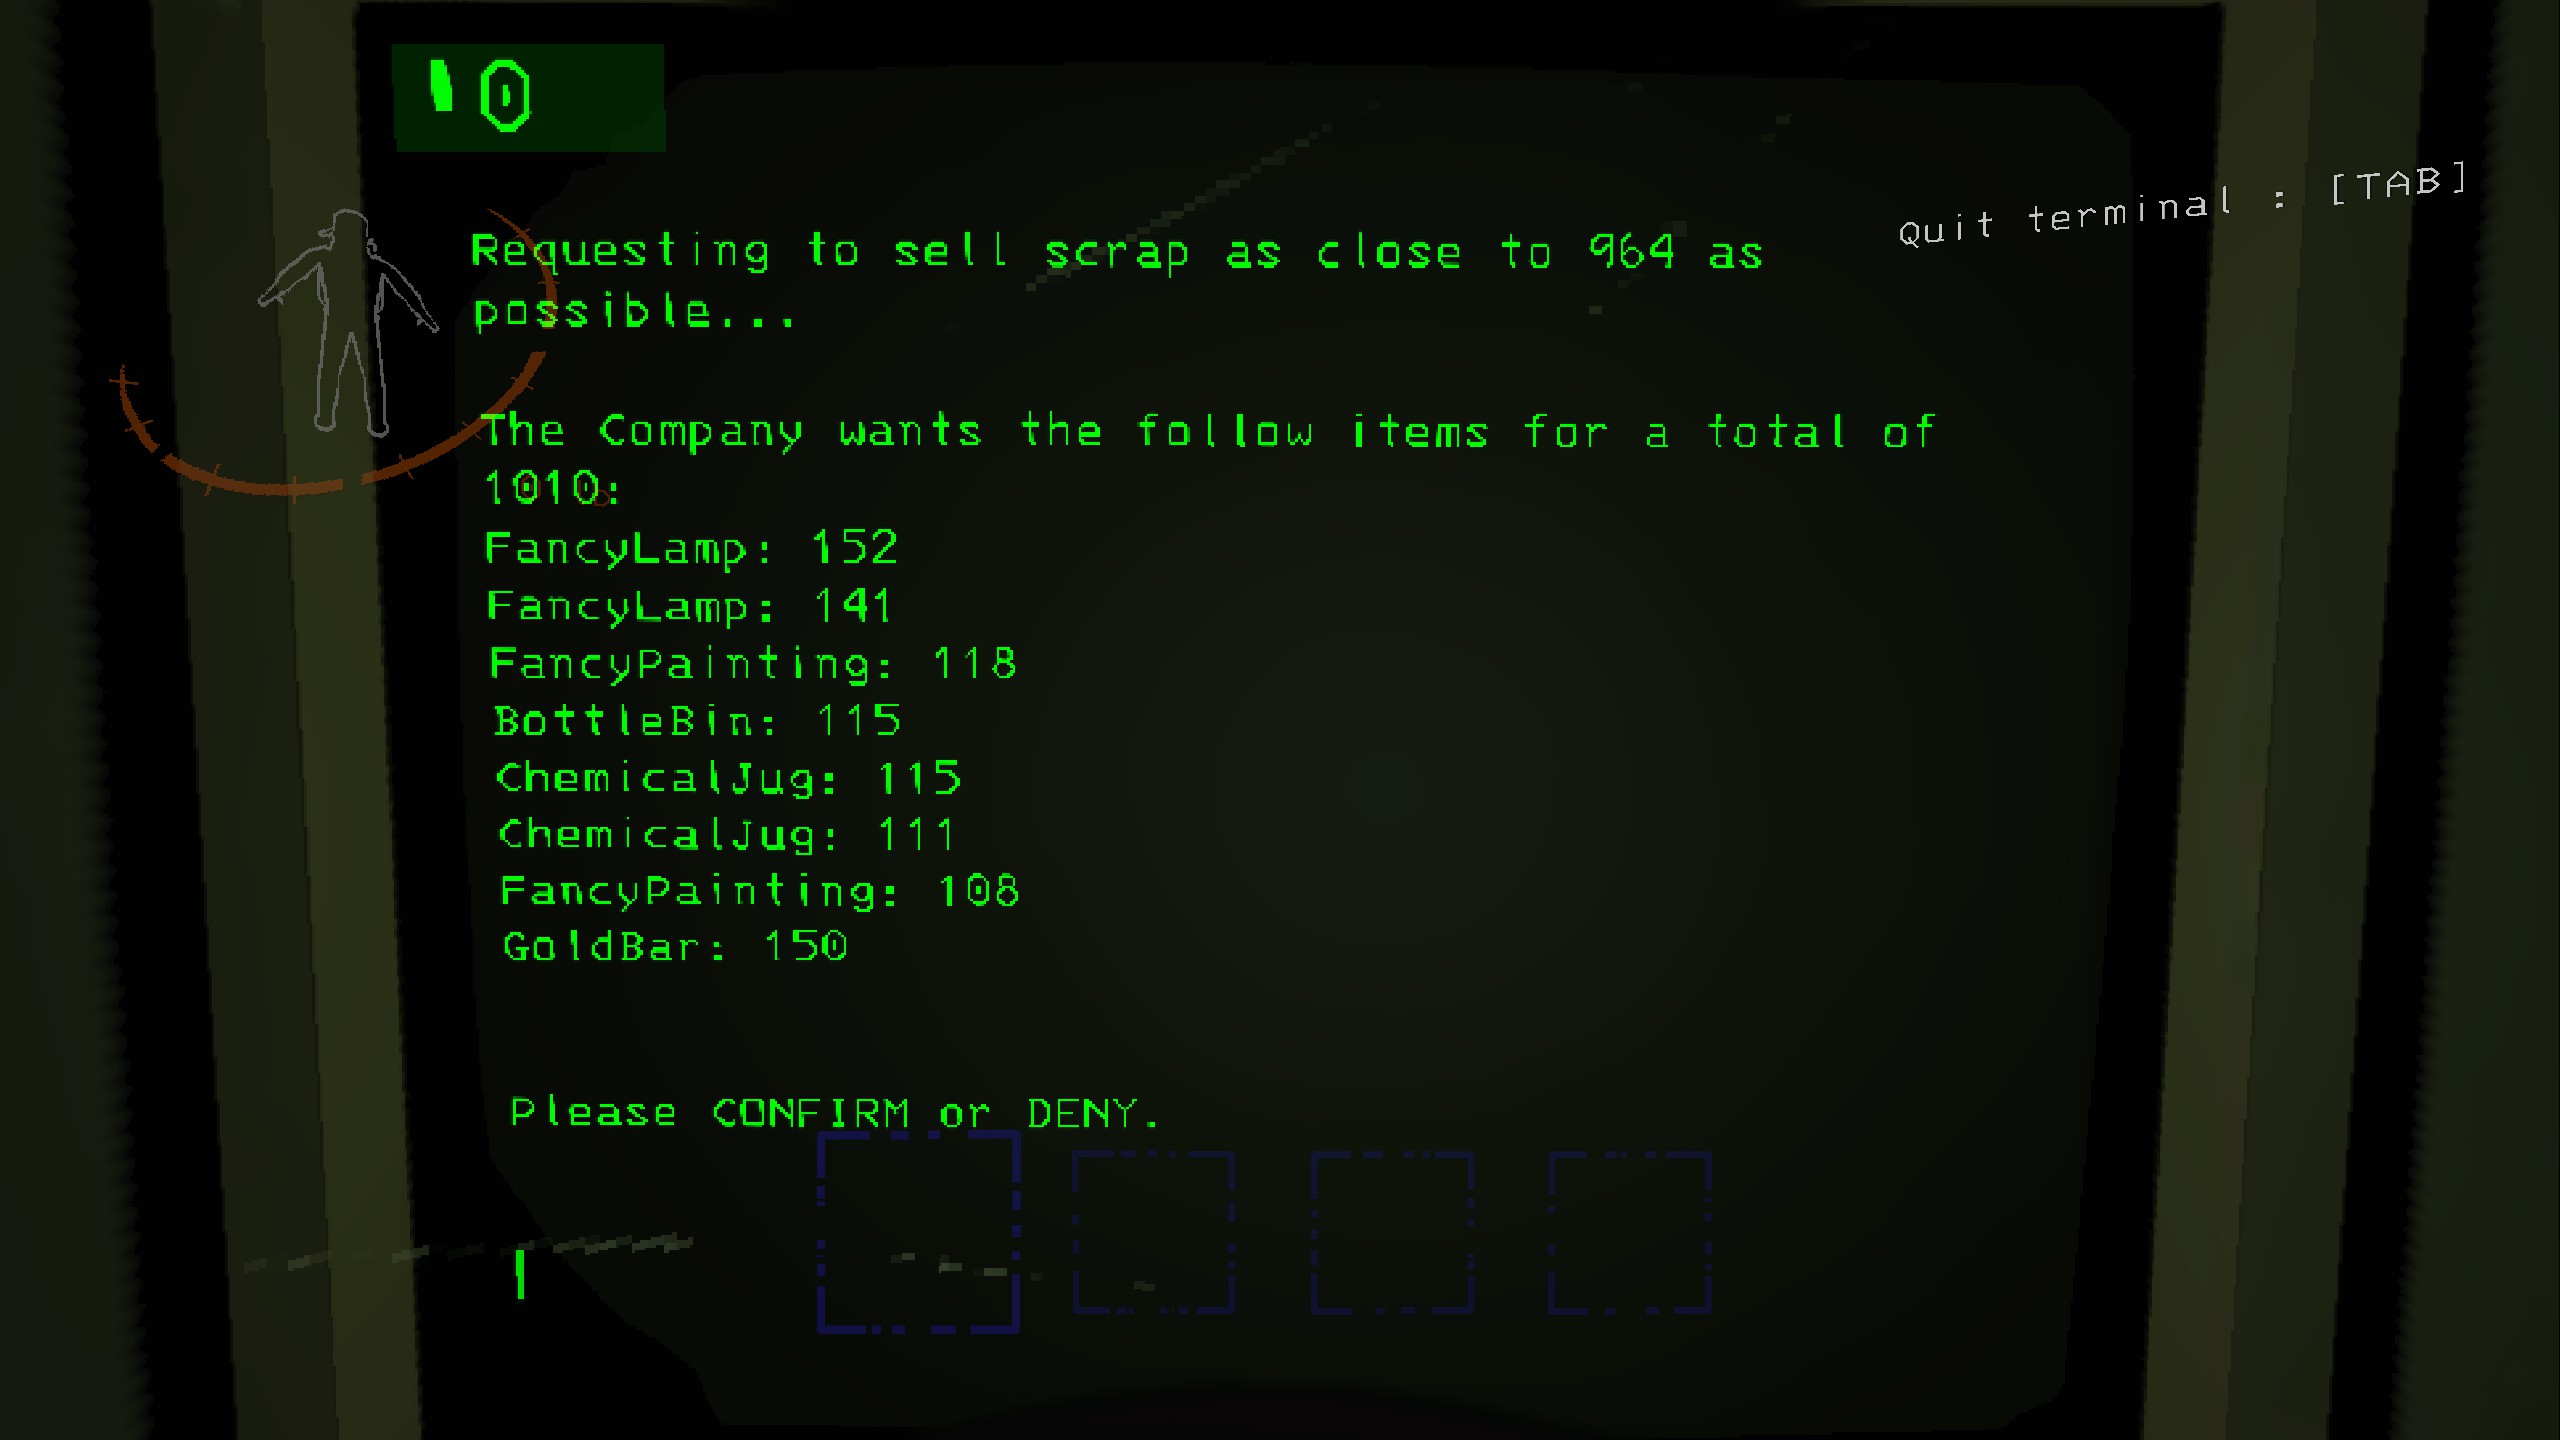 0
Quit terminal : [TAB]
Requesting to sell scrap as close to 964 as
possible...
The Company wants the follow items for a total of
1010:
FancyLamp: 152
FancyLamp: 141
FancyPainting: 118
BottleBin: 115
ChemicalJug: 115
ChemicalJug: 111
FancyPainting: 108
GoldBar: 150
Please CONFIRM or DENY.